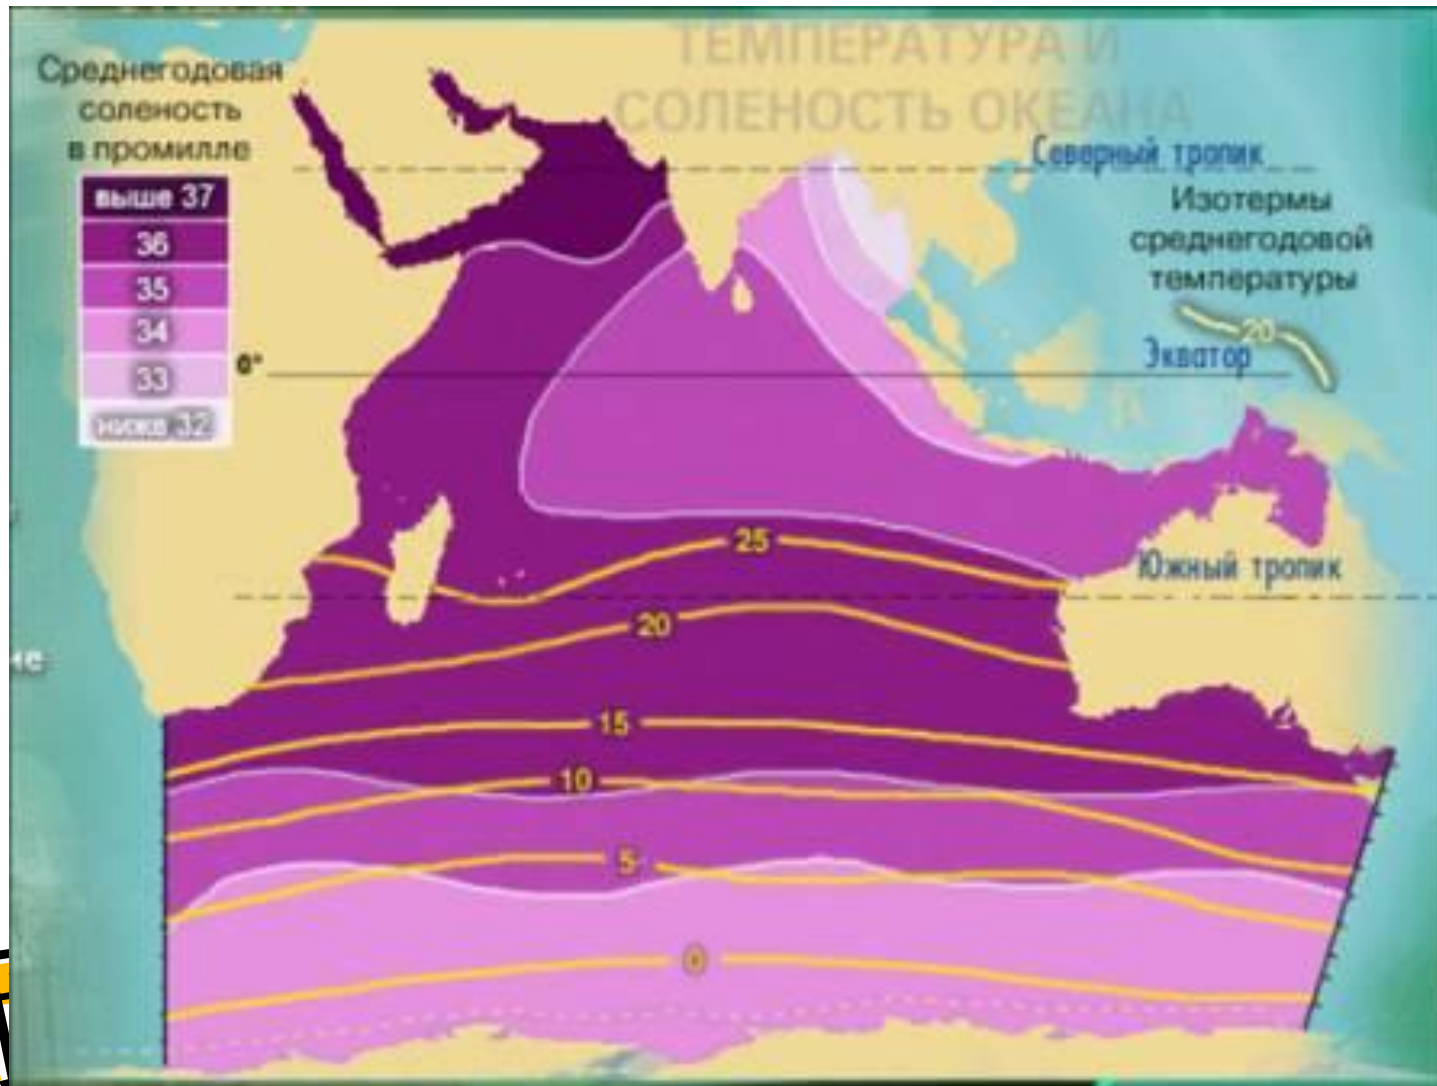 ТЕМПЕРАТУРА И
СОЛЕНОСТЬ ОКЕАНА
Среднегодовая
соленость
в промилле
выше 37
36
35
34
33
ниже 32
Северный тропик
Изотермы
среднегодовой
температуры
20
Экватор
0°
25
Южный тропик
20
15
10
5
0